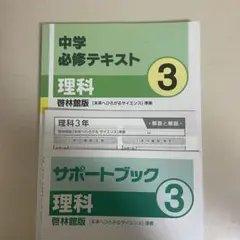 中学
必修テキスト
理科
3
啓林館版 「未来へひろがるサイエンス」準拠
理科3年
解答と解説
サポートブック
理科
3
啓林館版 「未来へひろがるサイエンス」準拠